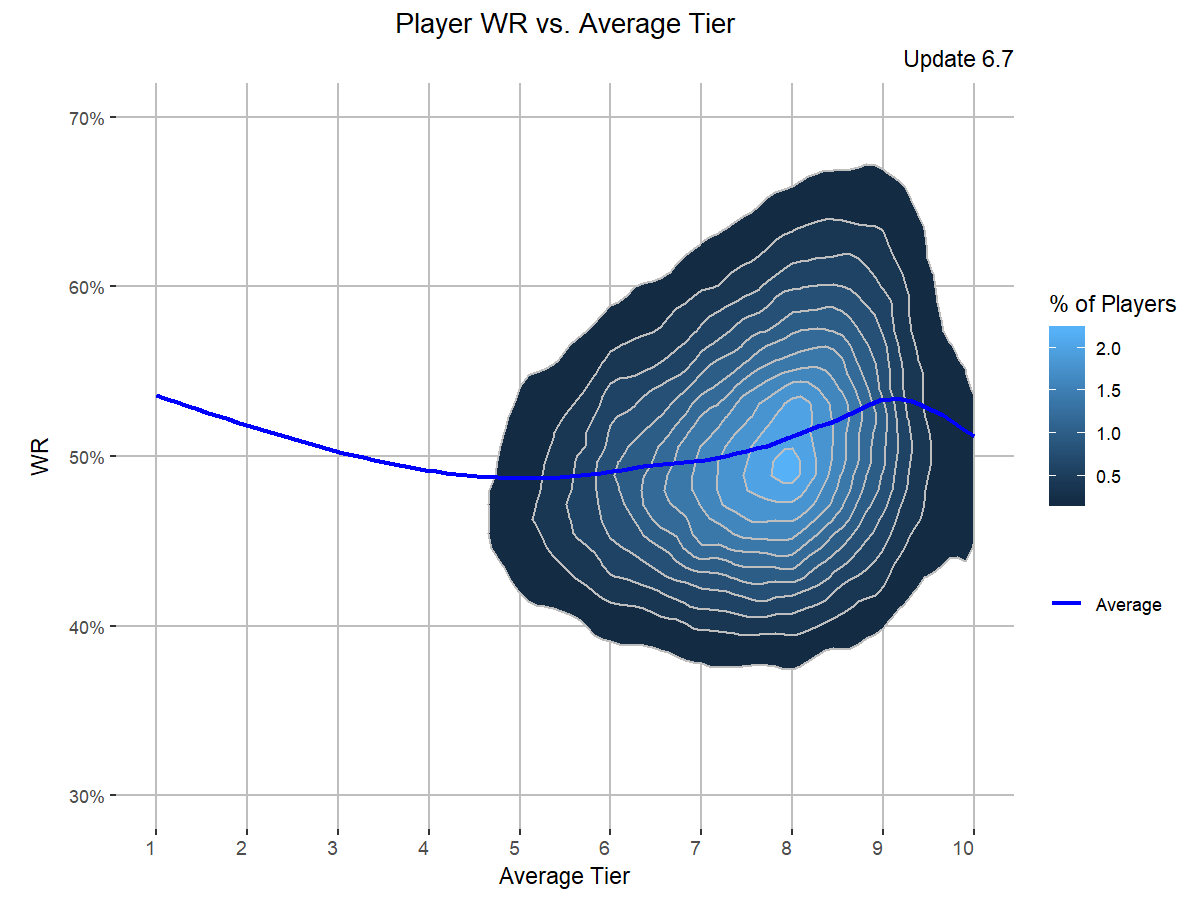 Player WR vs. Average Tier
Update 6.7
70%
60%
50%
40%
30%
WR
1 2 3 4 5 6 7 8 9 10
Average Tier
% of Players
2.0
1.5
1.0
0.5
Average